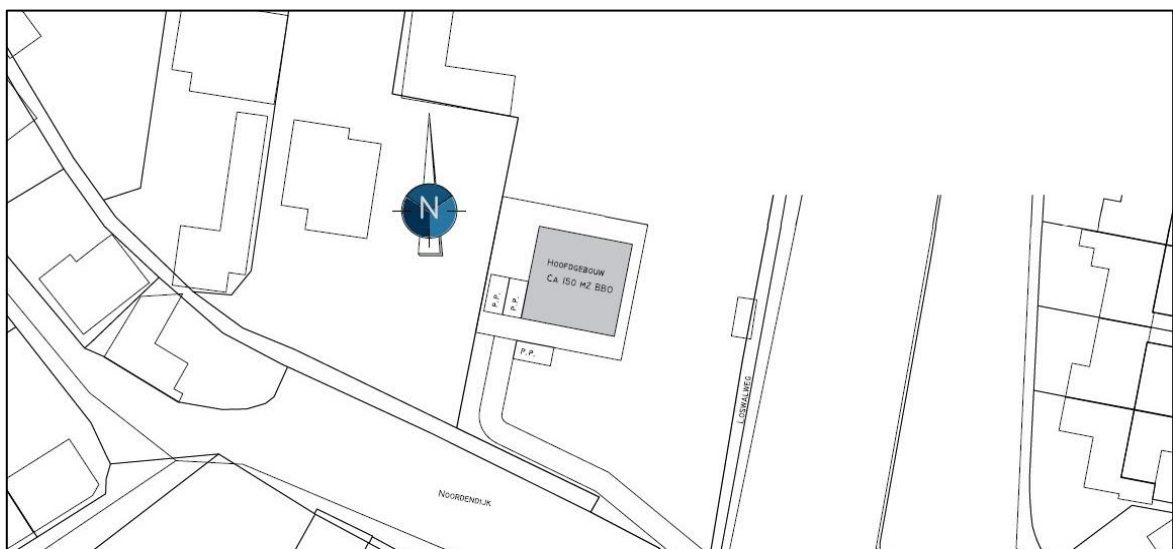 N
HOOFDGEBOUW
CA 150 M2 BBO
P.P.
P.P.
P.P.
LOSWALWEG
NOORDENDIJK